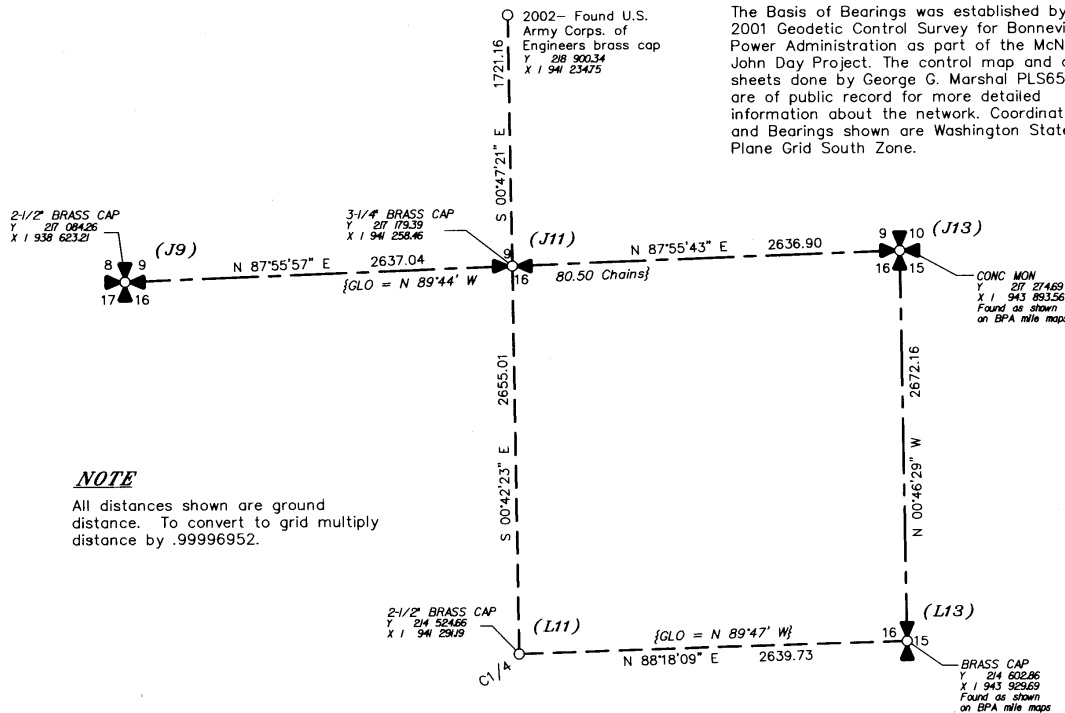 2002– Found U.S.
Army Corps. of
Engineers brass cap
Y 218 900.34
X 1 941 234.75
The Basis of Bearings was established by
2001 Geodetic Control Survey for
Power Administration as part of the
John Day Project. The control map and
sheets done by George G. Marshal
are of public record for more detailed
information about the network.
and Bearings shown are Washington
Plane Grid South Zone.
S 00°47'21" E 1721.16
2-1/2" BRASS CAP
Y 217 084.26
X 1 938 623.21
(J9)
8 9
17 16
N 87°55'57" E 2637.04
{GLO = N 89°44' W
3-1/4" BRASS CAP
Y 217 179.39
X 1 941 258.46
(J11)
9
16
N 87°55'43" E 2636.90
80.50 Chains}
9 10
16 15
(J13)
CONC MON
Y 217 274.69
X 1 943 893.56
Found as shown
on BPA mile maps
S 00°42'23" E 2655.01
N 00°46'29" W 2672.16
NOTE
All distances shown are ground
distance. To convert to grid multiply
distance by .99996952.
2-1/2" BRASS CAP
Y 214 524.66
X 1 941 291.19
(L11)
C1/4
{GLO = N 89°47' W}
N 88°18'09" E 2639.73
(L13)
16 15
BRASS CAP
Y 214 602.86
X 1 943 929.69
Found as shown
on BPA mile maps